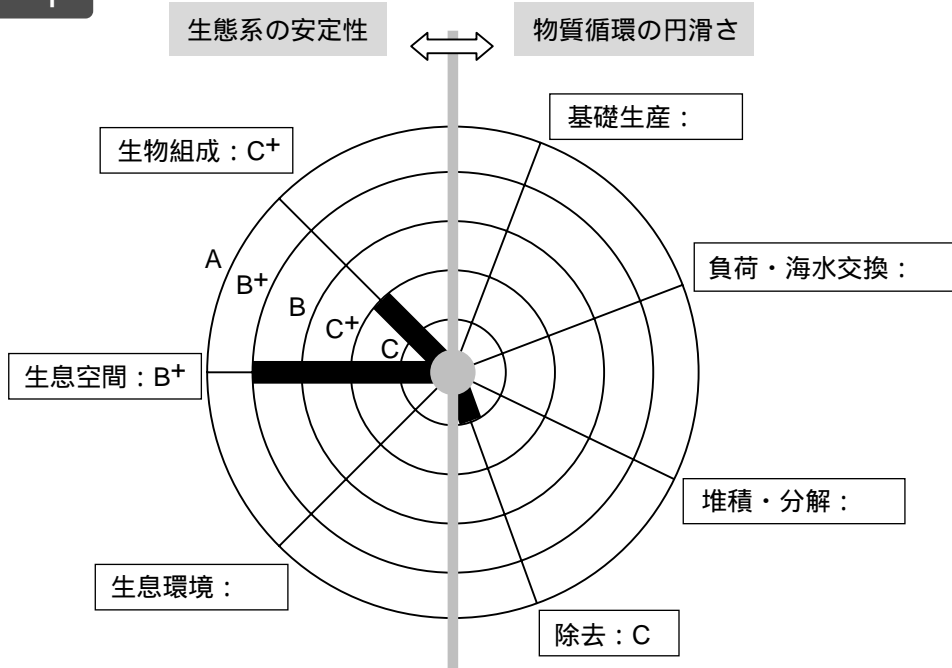 生態系の安定性
物質循環の円滑さ
基礎生産：
生物組成：C+
負荷・海水交換：
A
B+
B
C+
C
生息空間：B+
堆積・分解：
生息環境：
除去：C